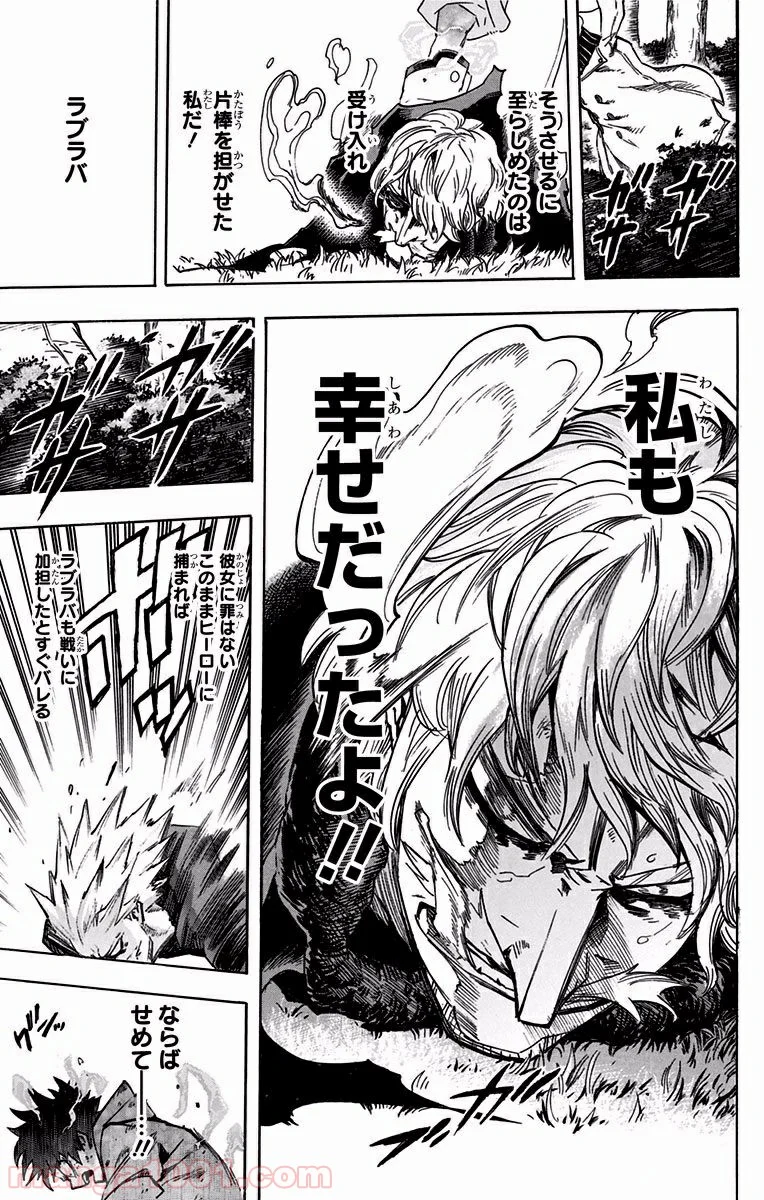 ガサ
ガサ
そうさせるに
至らしめたのは
受け入れ
片棒を担がせた
私だ!
ラブラバ
私も
幸せだったよ!!
ガサ
ガサ
ボッ
彼女に罪はない
このままヒーローに
捕まれば
ラブラバも戦いに
加担したとすぐバレる
ならば
せめて………!!
manga1001.com